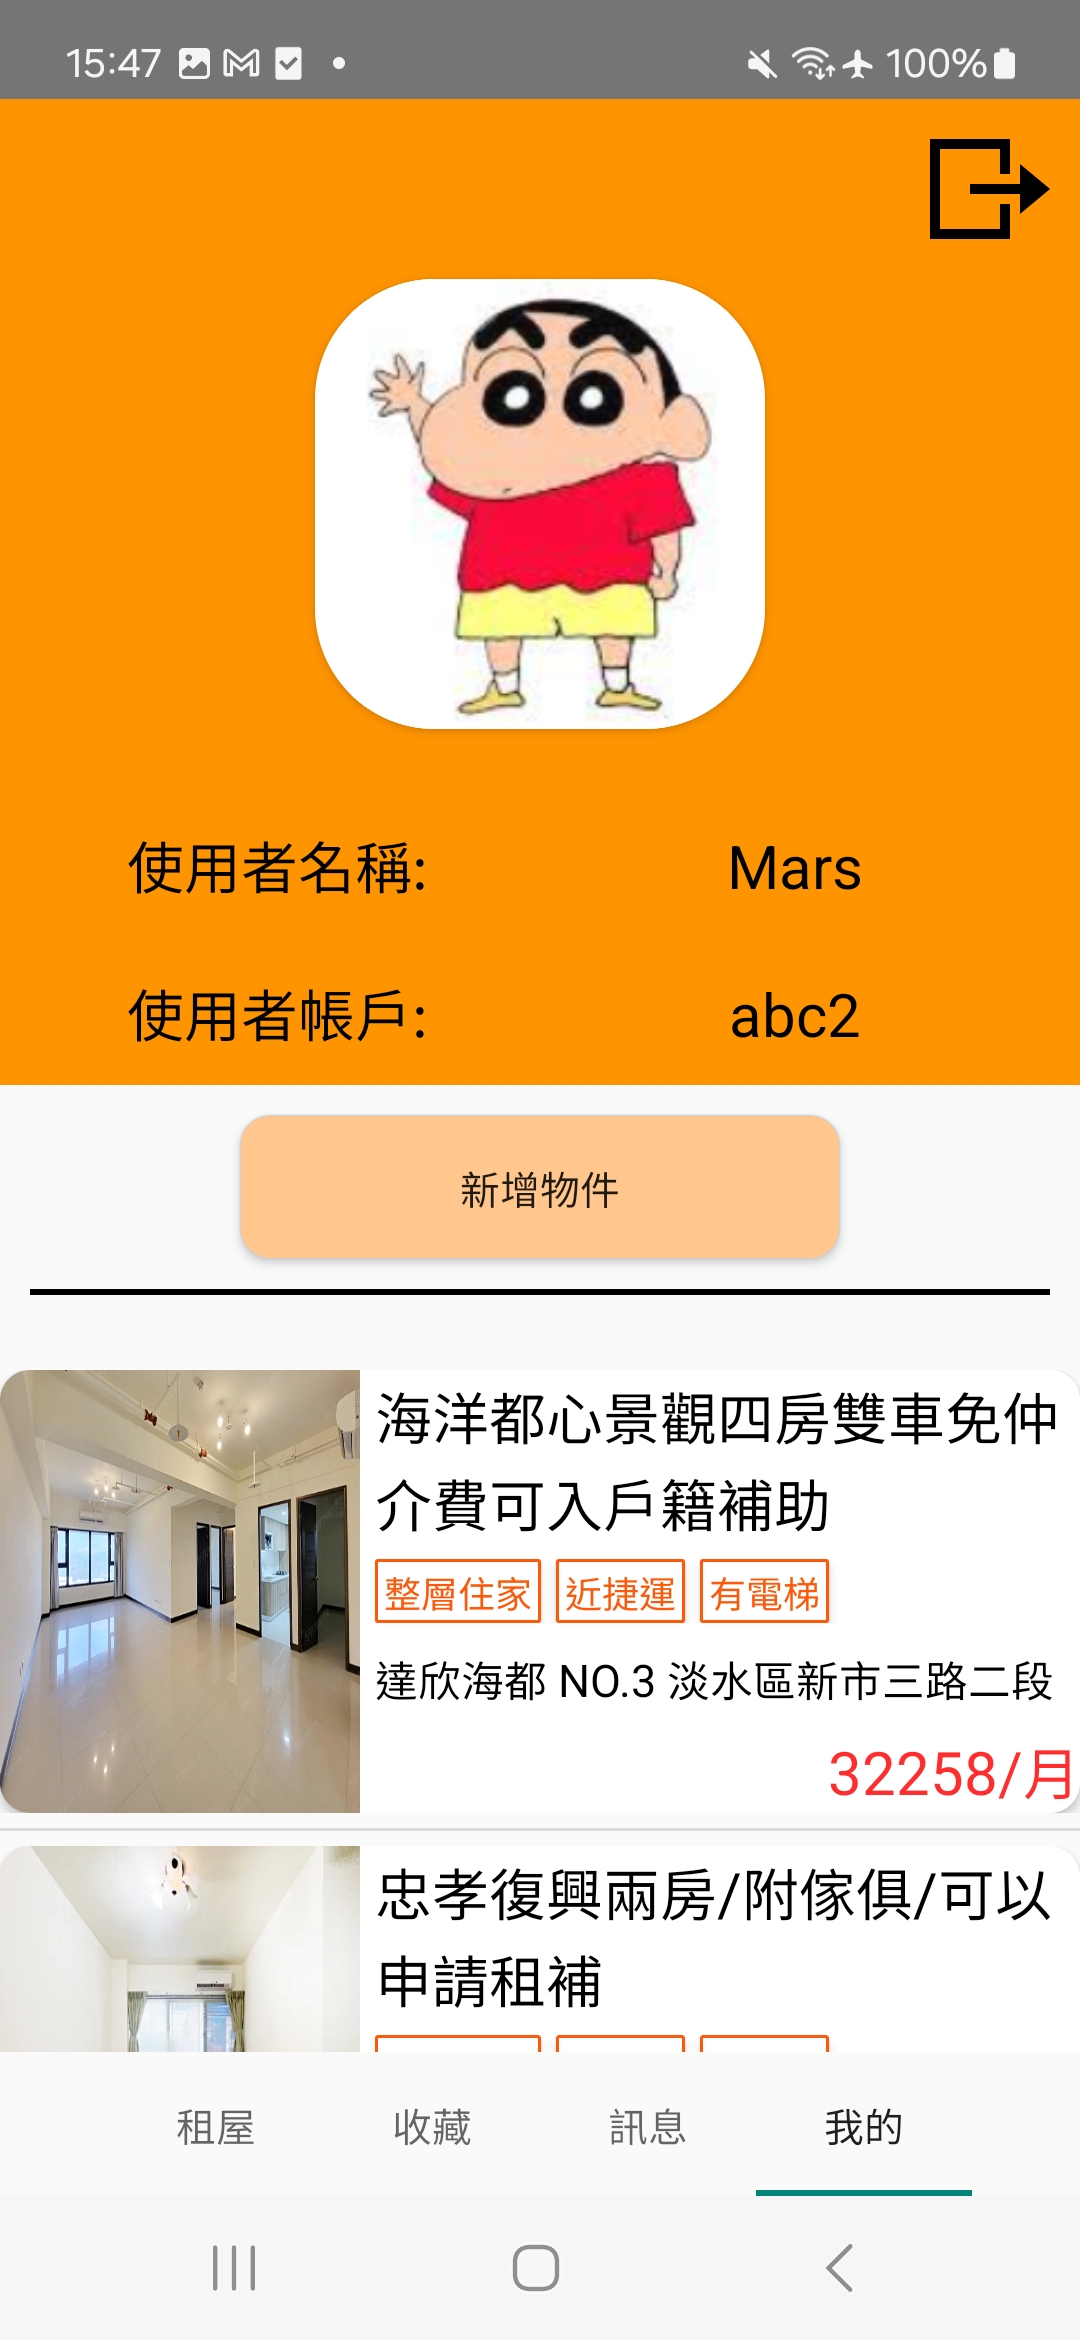 15:47
100%
使用者名稱: Mars
使用者帳戶: abc2
新增物件
海洋都心景觀四房雙車免仲
介費可入戶籍補助
整層住家 近捷運 有電梯
達欣海都 NO.3 淡水區新市三路二段
32258/月
忠孝復興兩房/附傢俱/可以
申請租補
租屋 收藏 訊息 我的